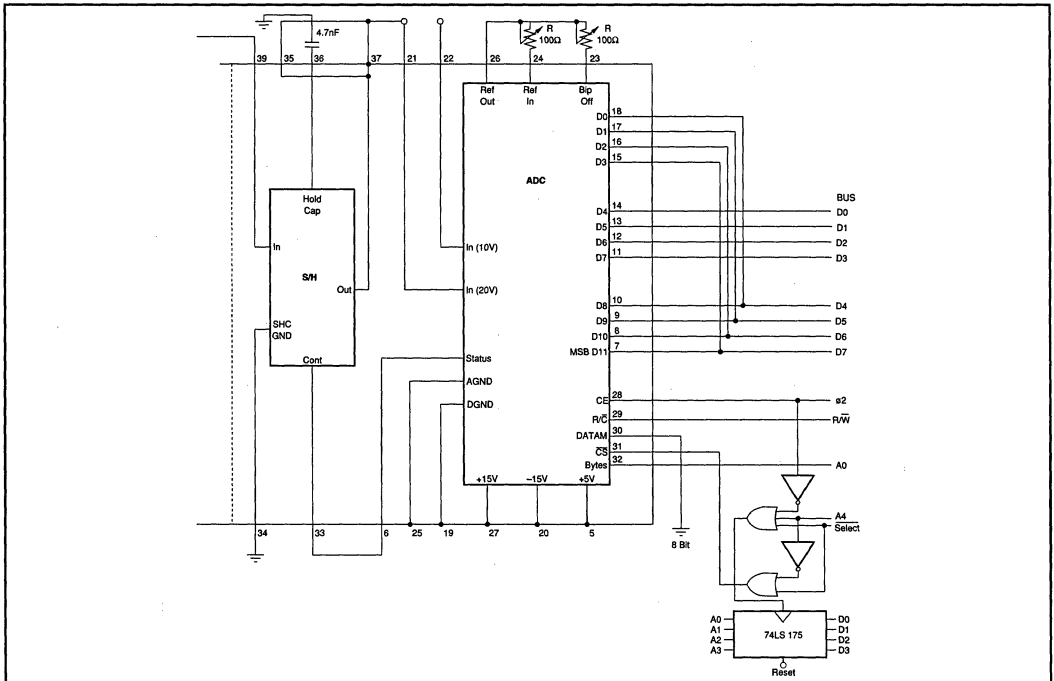 4.7nF
R
100Ω
R
100Ω
39 35 36 37 21 22 26 24 23
Ref Out
Ref In
Bip Off
ADC
D0 18
D1 17
D2 16
D3 15
BUS
D4 14 D0
D5 13 D1
D6 12 D2
D7 11 D3
D8 10 D4
D9 9 D5
D10 8 D6
MSB D11 7 D7
Hold Cap
In
S/H
Out
SHC GND
Cont
In (10V)
In (20V)
Status
AGND
DGND
CE 28 ø2
R/C̅ 29 R/W̅
DATAM 30
C̅S̅ 31
Bytes 32 A0
+15V −15V +5V
34 33 6 25 19 27 20 5
8 Bit
A4
S̅e̅l̅e̅c̅t̅
74LS 175
A0 D0
A1 D1
A2 D2
A3 D3
Reset